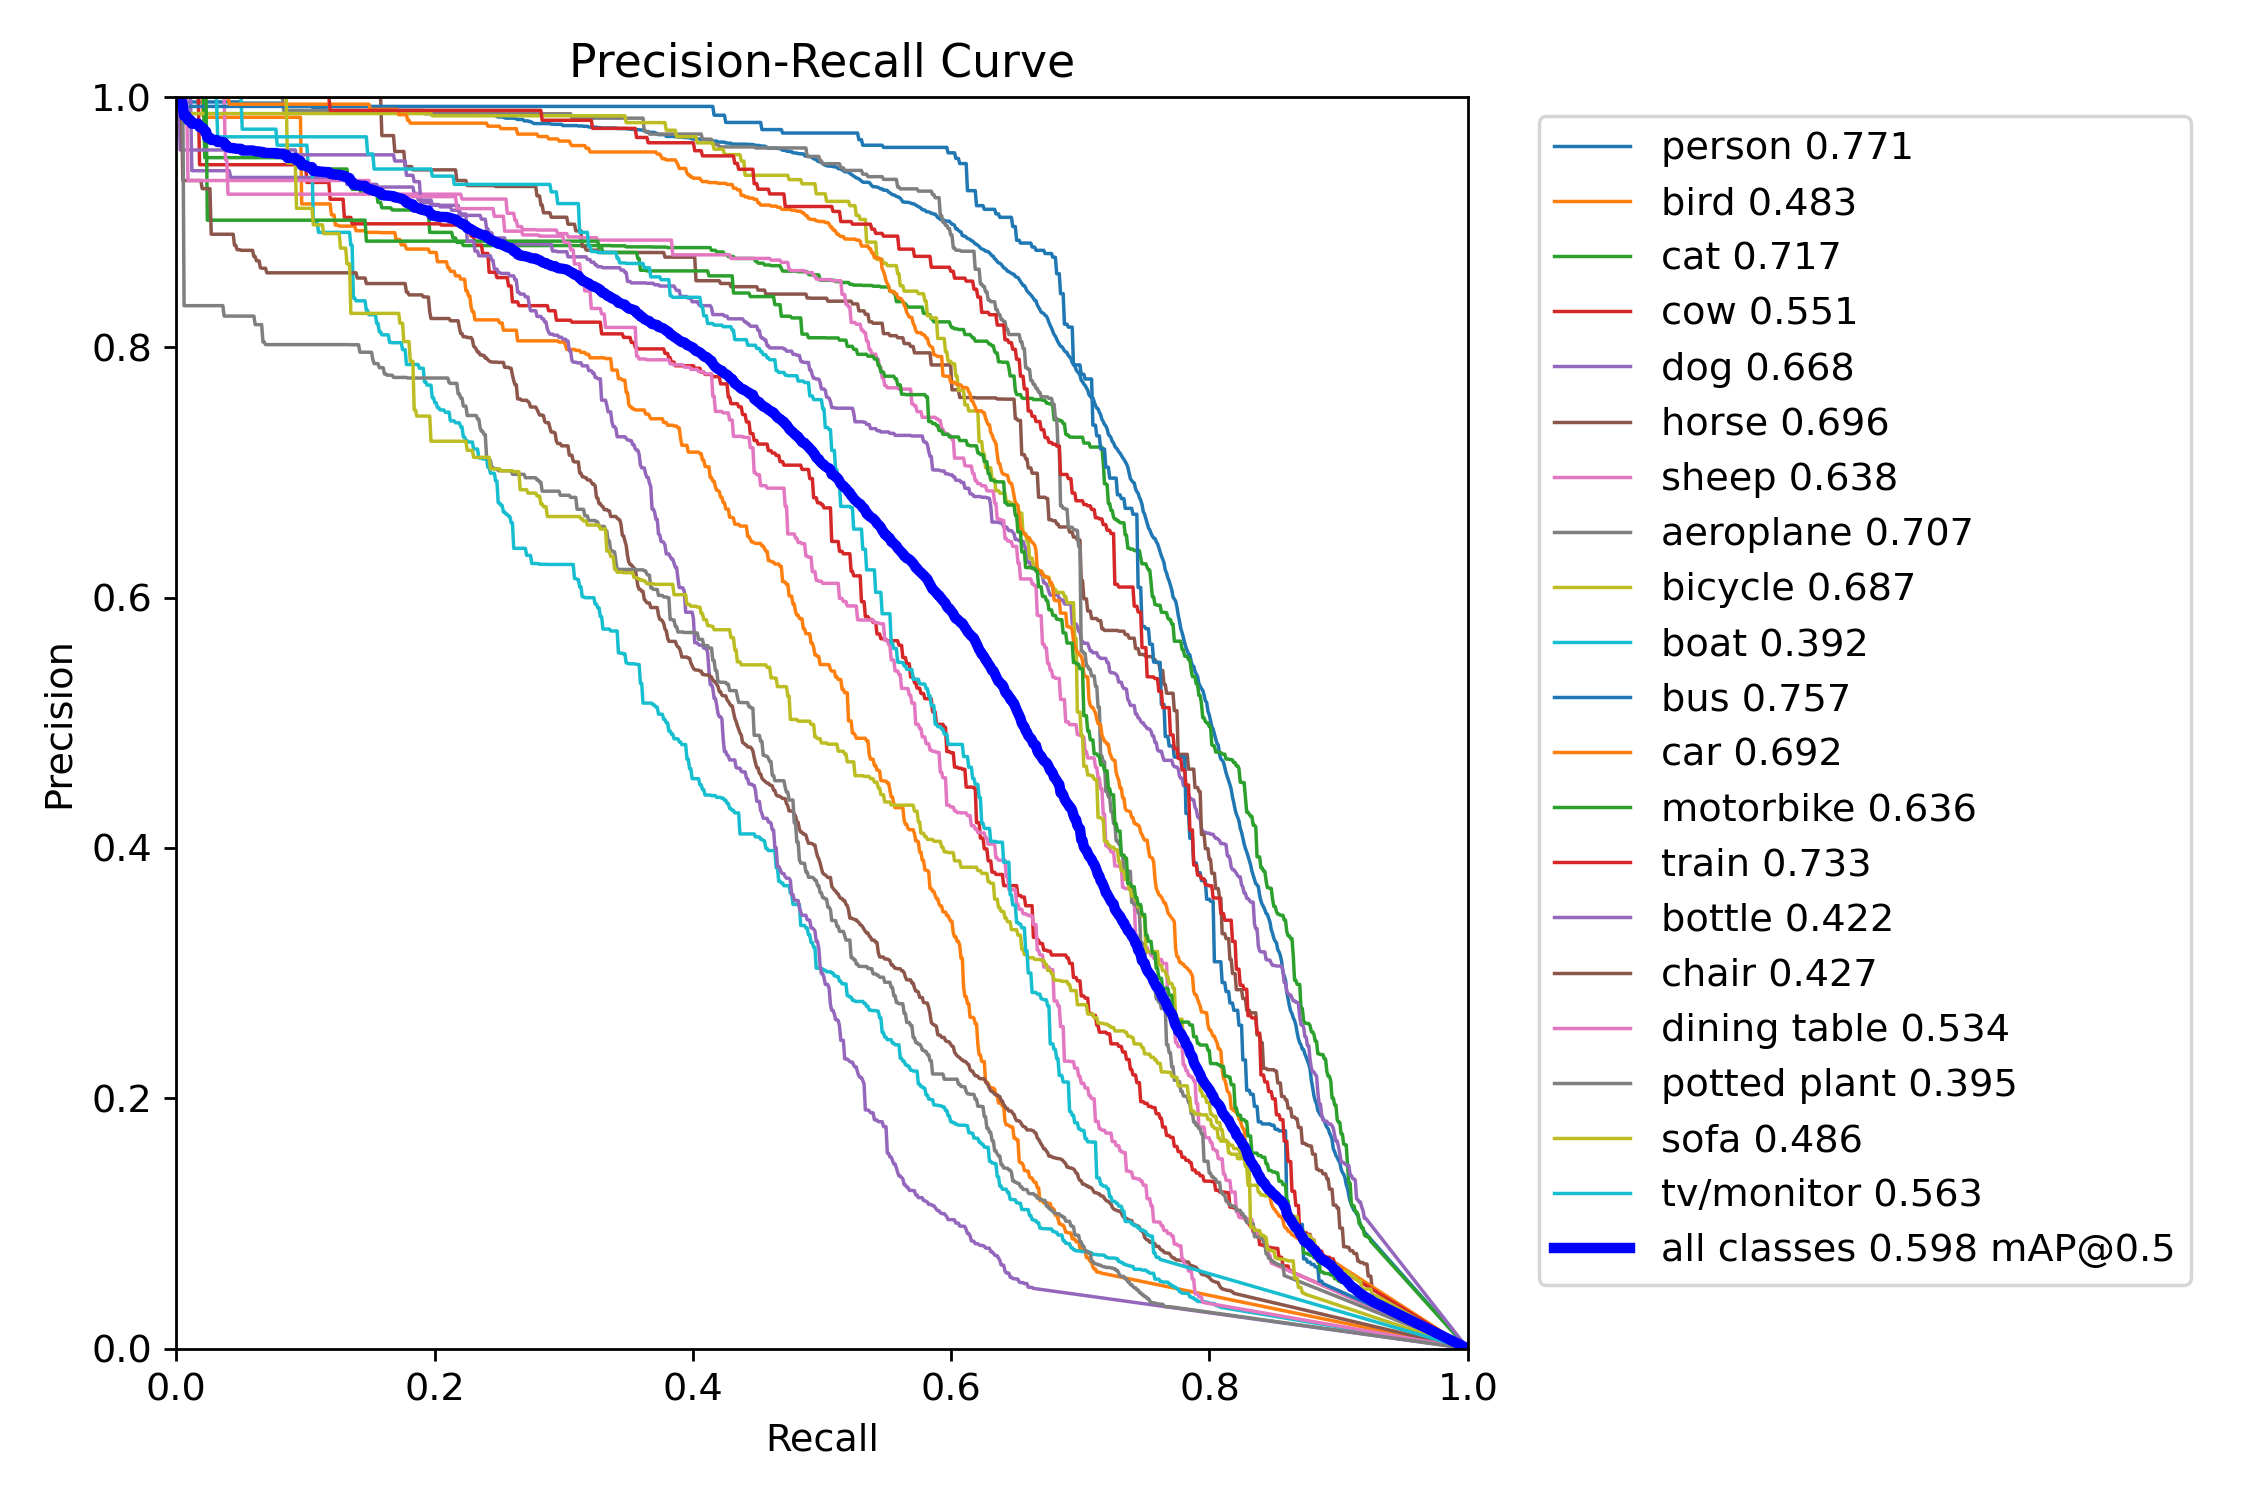 Precision-Recall Curve
1.0
0.8
0.6
0.4
0.2
0.0
Precision
0.0 0.2 0.4 0.6 0.8 1.0
Recall
person 0.771
bird 0.483
cat 0.717
cow 0.551
dog 0.668
horse 0.696
sheep 0.638
aeroplane 0.707
bicycle 0.687
boat 0.392
bus 0.757
car 0.692
motorbike 0.636
train 0.733
bottle 0.422
chair 0.427
dining table 0.534
potted plant 0.395
sofa 0.486
tv/monitor 0.563
all classes 0.598 mAP@0.5